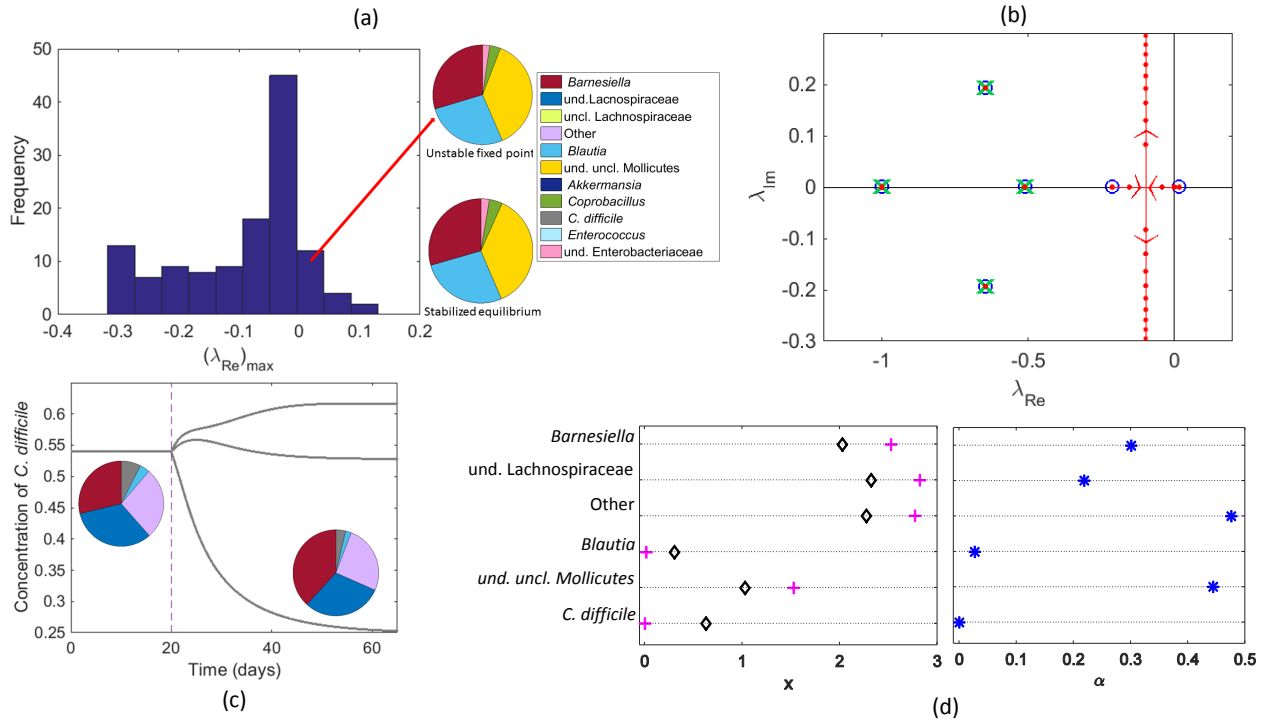 (a)
50
40
30
20
10
0
Frequency
-0.4
-0.3
-0.2
-0.1
0
0.1
0.2
(λRe)max
Unstable fixed point
Stabilized equilibrium
Barnesiella
und.Lacnospiraceae
uncl. Lachnospiraceae
Other
Blautia
und. uncl. Mollicutes
Akkermansia
Coprobacillus
C. difficile
Enterococcus
und. Enterobacteriaceae
(b)
0.2
0.1
0
-0.1
-0.2
-0.3
λIm
-1
-0.5
0
λRe
0.6
0.55
0.5
0.45
0.4
0.35
0.3
0.25
Concentration of C. difficile
0
20
40
60
Time (days)
(c)
Barnesiella
und. Lachnospiraceae
Other
Blautia
und. uncl. Mollicutes
C. difficile
0
1
2
3
x
0
0.1
0.2
0.3
0.4
0.5
α
(d)